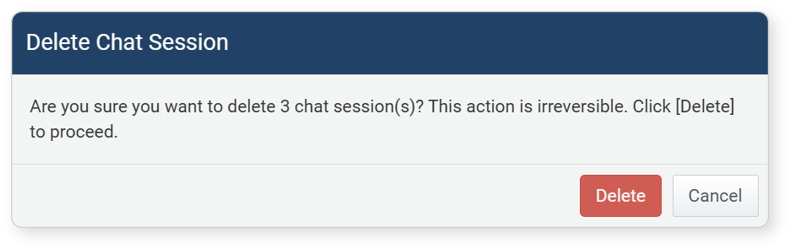 Delete Chat Session
Are you sure you want to delete 3 chat session(s)? This action is irreversible. Click [Delete]
to proceed.
Delete
Cancel